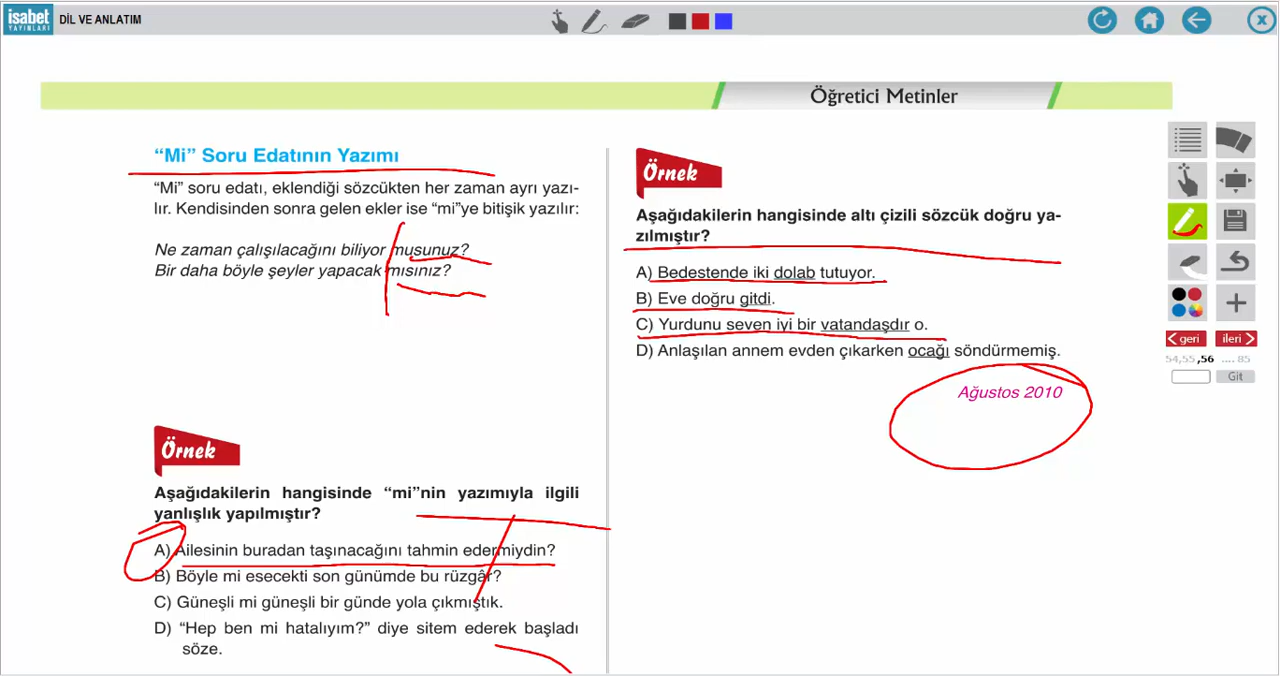 isabet
YAYINLARI
DİL VE ANLATIM
Öğretici Metinler
“Mi” Soru Edatının Yazımı
“Mi” soru edatı, eklendiği sözcükten her zaman ayrı yazı-
lır. Kendisinden sonra gelen ekler ise “mi”ye bitişik yazılır:
Ne zaman çalışılacağını biliyor musunuz?
Bir daha böyle şeyler yapacak mısınız?
Örnek
Aşağıdakilerin hangisinde “mi”nin yazımıyla ilgili
yanlışlık yapılmıştır?
A) Ailesinin buradan taşınacağını tahmin edermiydin?
B) Böyle mi esecekti son günümde bu rüzgâr?
C) Güneşli mi güneşli bir günde yola çıkmıştık.
D) “Hep ben mi hatalıyım?” diye sitem ederek başladı
söze.
Örnek
Aşağıdakilerin hangisinde altı çizili sözcük doğru ya-
zılmıştır?
A) Bedestende iki dolab tutuyor.
B) Eve doğru gitdi.
C) Yurdunu seven iyi bir vatandaşdır o.
D) Anlaşılan annem evden çıkarken ocağı söndürmemiş.
Ağustos 2010
geri
ileri
54,55,56 .... 85
Git